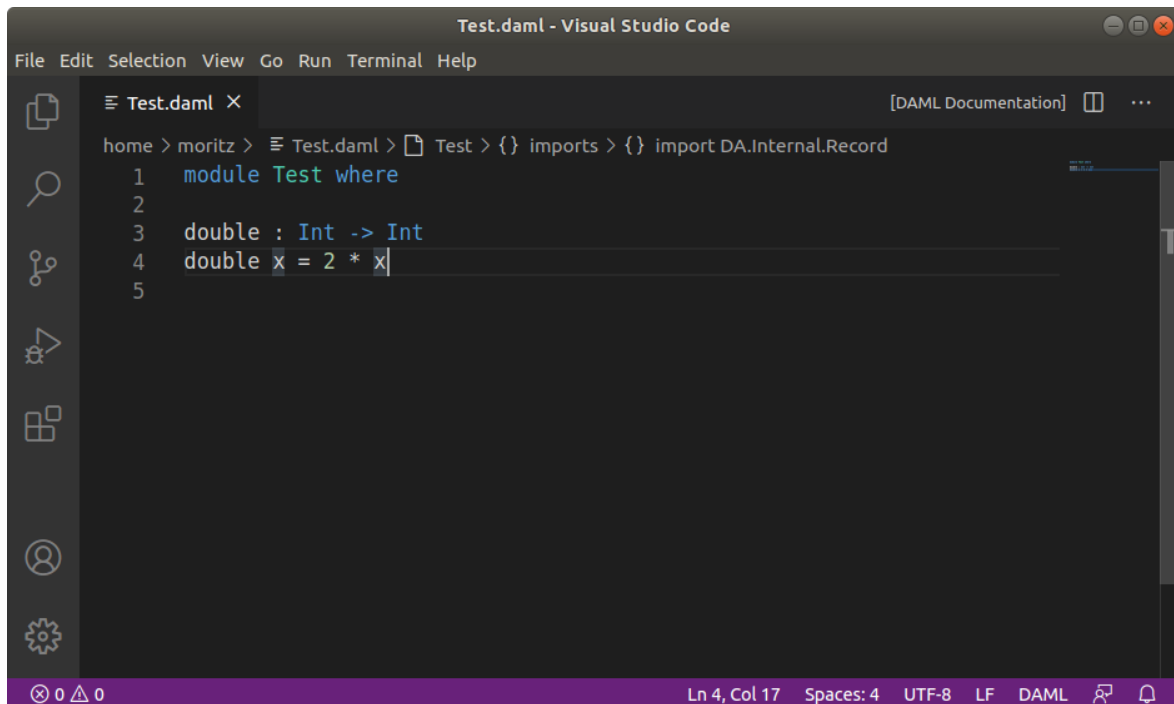 Test.daml - Visual Studio Code
File Edit Selection View Go Run Terminal Help
Test.daml
[DAML Documentation]
home > moritz > Test.daml > Test > {} imports > {} import DA.Internal.Record
1 module Test where
2
3 double : Int -> Int
4 double x = 2 * x
5
0 0 Ln 4, Col 17 Spaces: 4 UTF-8 LF DAML